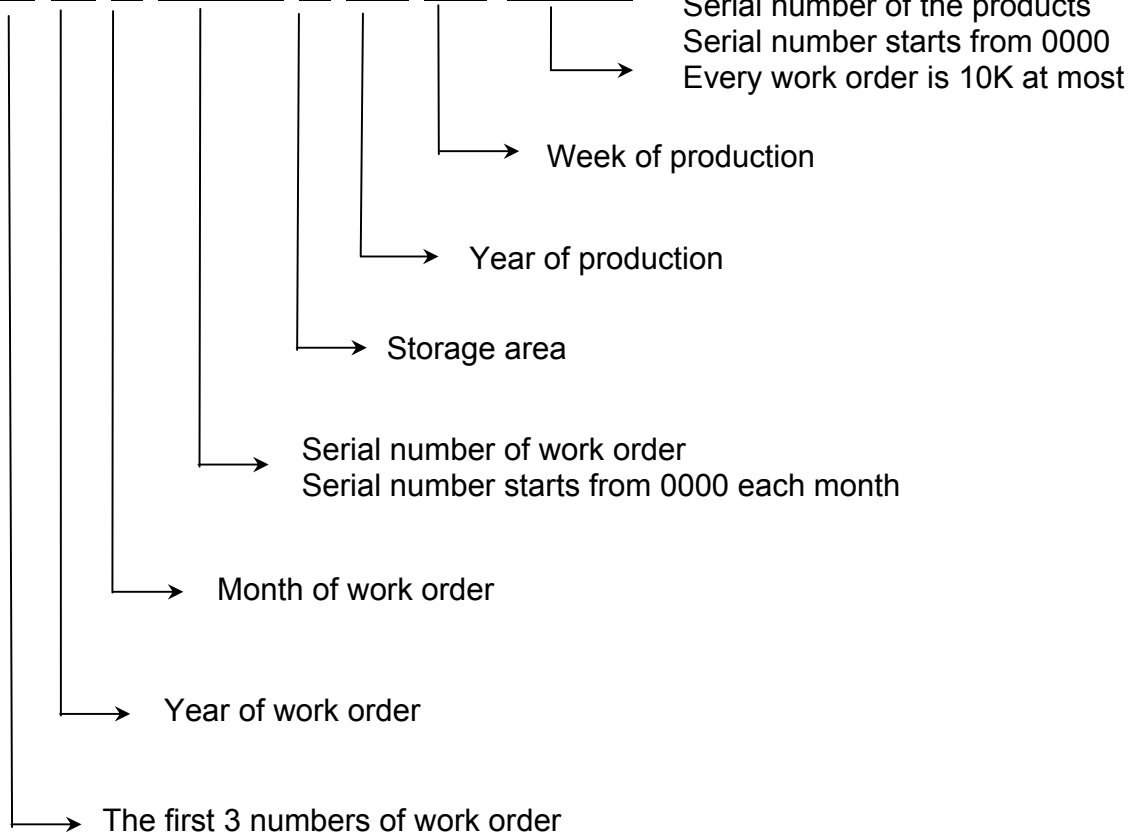 Serial number of the products
Serial number starts from 0000
Every work order is 10K at most
Week of production
Year of production
Storage area
Serial number of work order
Serial number starts from 0000 each month
Month of work order
Year of work order
The first 3 numbers of work order